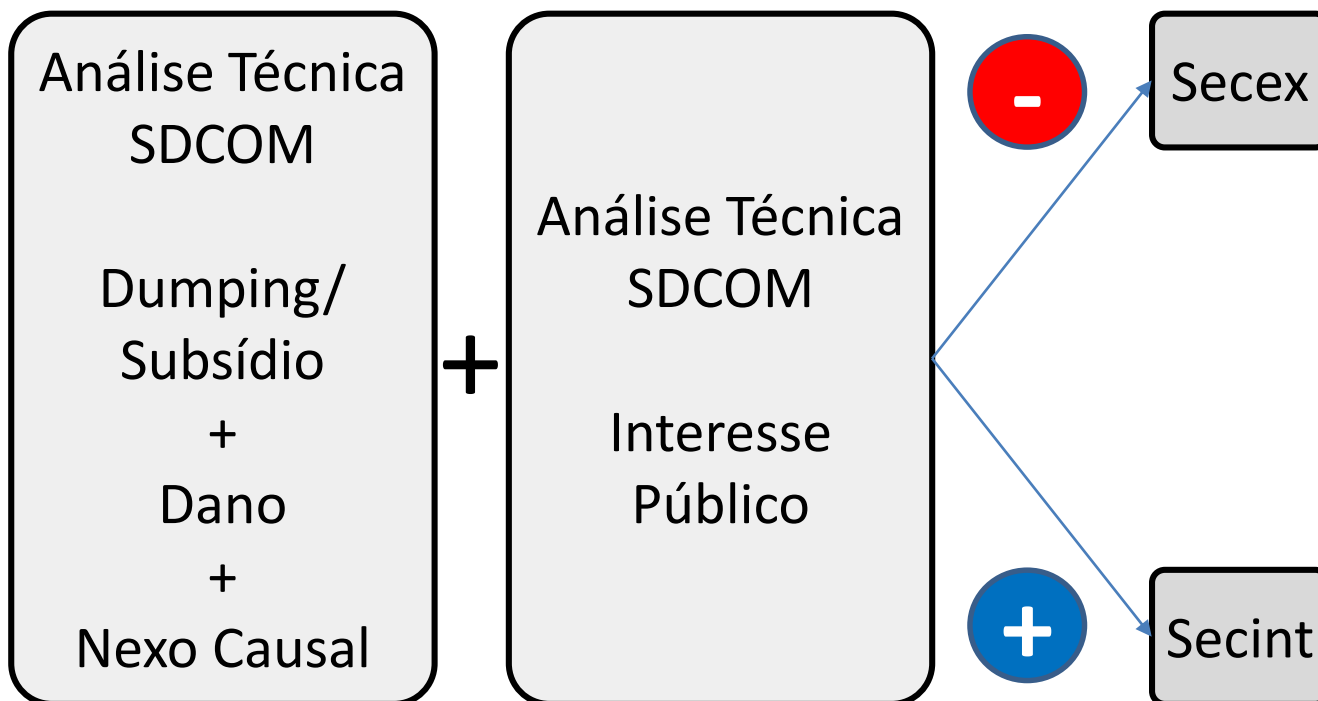 Análise Técnica
SDCOM
Dumping/
Subsídio
+
Dano
+
Nexo Causal
+
Análise Técnica
SDCOM
Interesse
Público
-
Secex
+
Secint